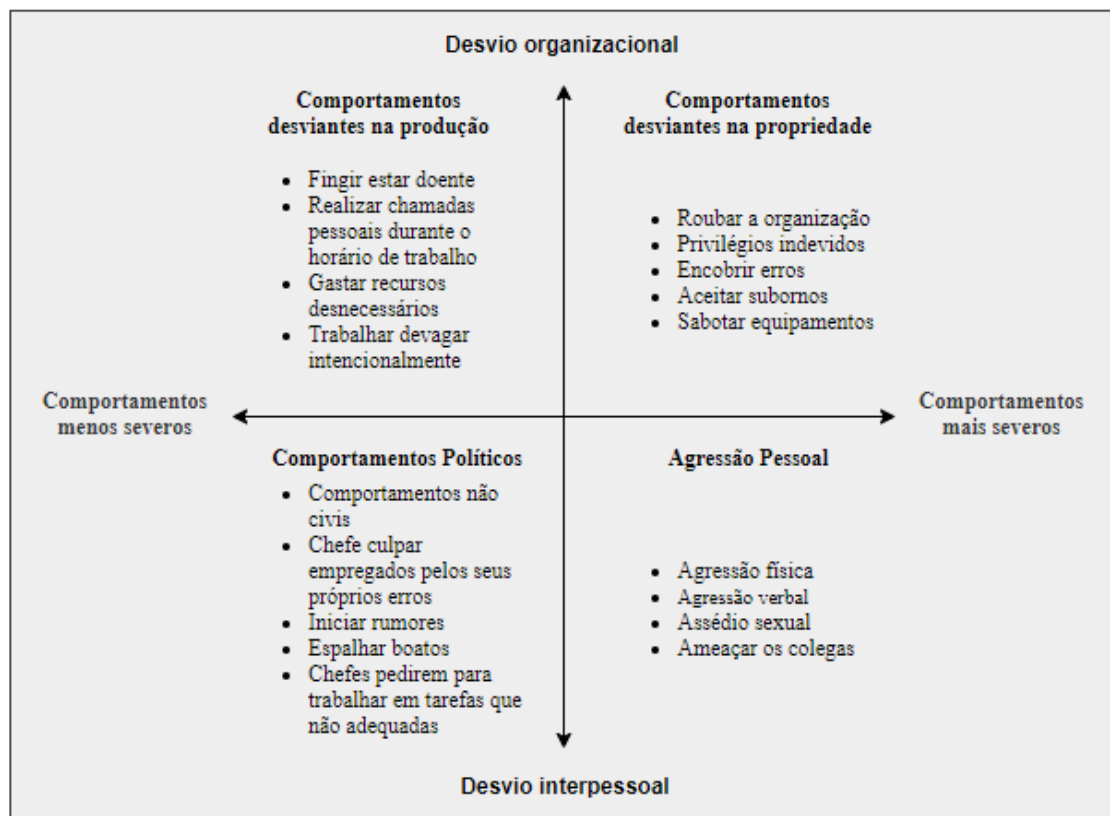 Desvio organizacional
Comportamentos
desviantes na produção
Comportamentos
desviantes na propriedade
• Fingir estar doente
• Realizar chamadas
pessoais durante o
horário de trabalho
• Gastar recursos
desnecessários
• Trabalhar devagar
intencionalmente
• Roubar a organização
• Privilégios indevidos
• Encobrir erros
• Aceitar subornos
• Sabotar equipamentos
Comportamentos
menos severos
Comportamentos
mais severos
Comportamentos Políticos
• Comportamentos não
civis
• Chefe culpar
empregados pelos seus
próprios erros
• Iniciar rumores
• Espalhar boatos
• Chefes pedirem para
trabalhar em tarefas que
não adequadas
Agressão Pessoal
• Agressão física
• Agressão verbal
• Assédio sexual
• Ameaçar os colegas
Desvio interpessoal